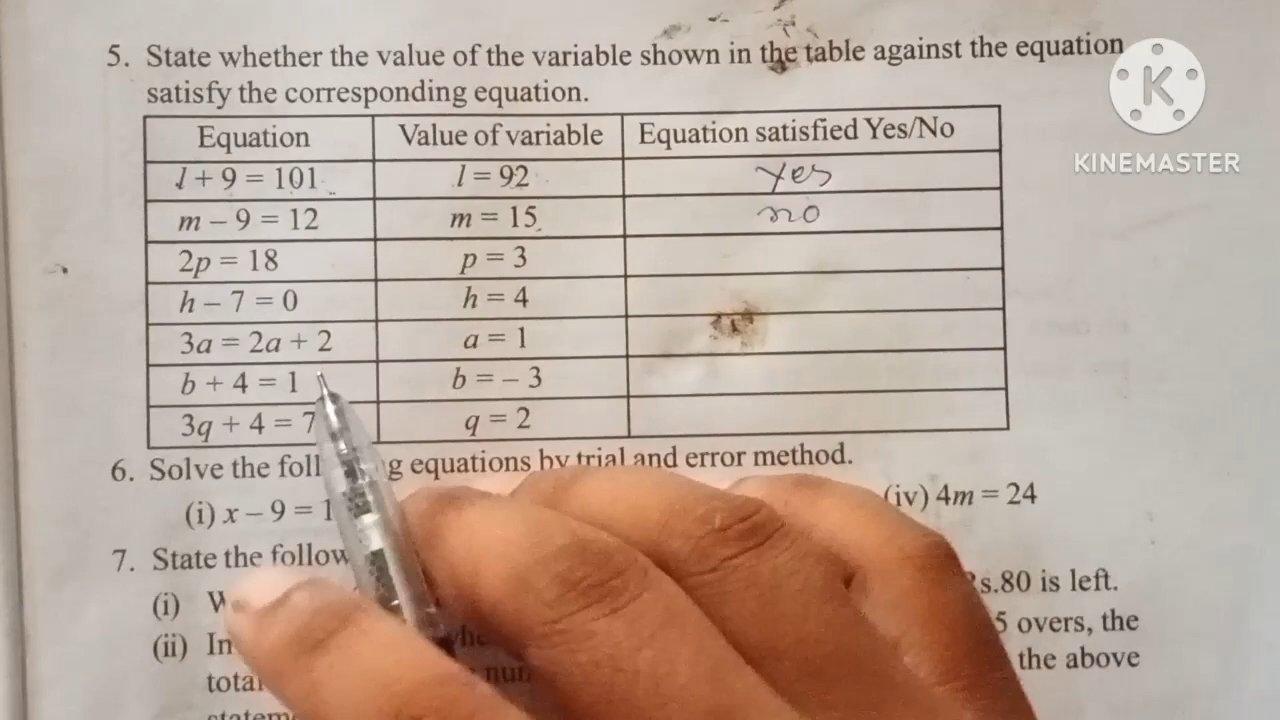 5. State whether the value of the variable shown in the table against the equation
satisfy the corresponding equation.
Equation Value of variable Equation satisfied Yes/No
l + 9 = 101 l = 92 Yes
m – 9 = 12 m = 15 no
2p = 18 p = 3
h – 7 = 0 h = 4
3a = 2a + 2 a = 1
b + 4 = 1 b = – 3
3q + 4 = 7 q = 2
6. Solve the foll g equations by trial and error method.
(i) x – 9 = 1 (iv) 4m = 24
7. State the follow
(i) s.80 is left.
(ii) In 5 overs, the
total the above
K
KINEMASTER